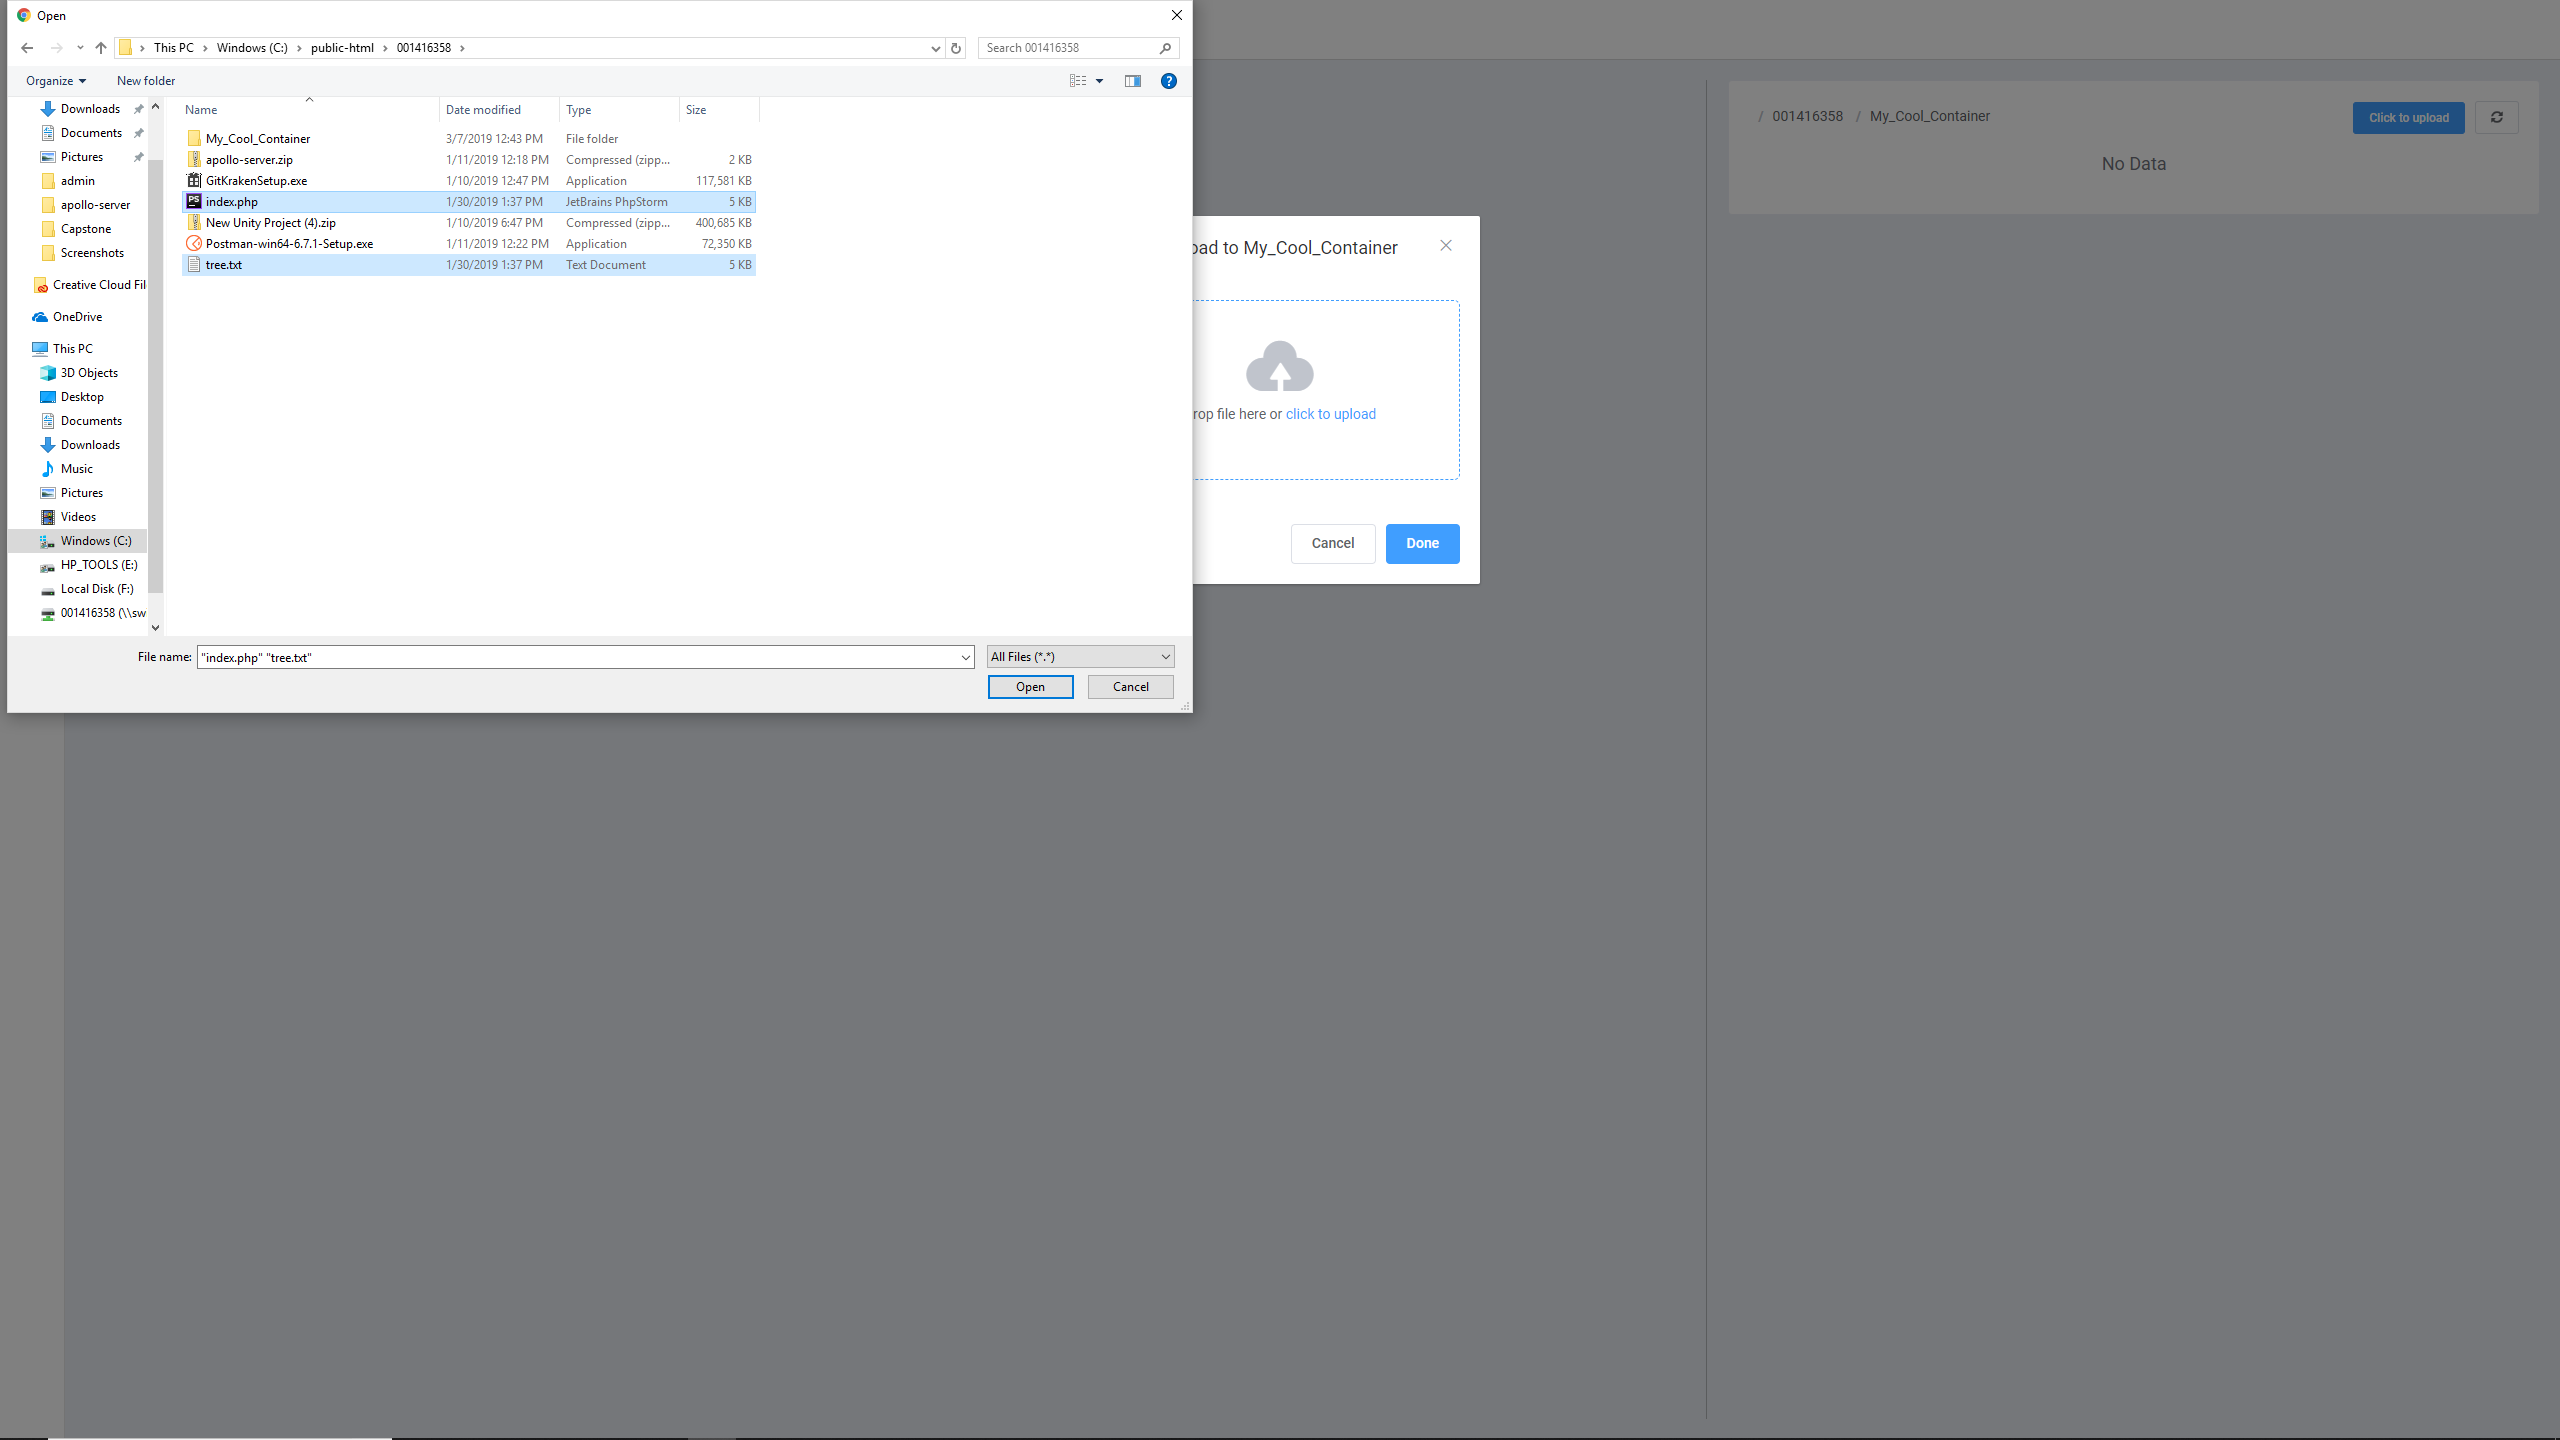 Open
This PC > Windows (C:) > public-html > 001416358 >
Search 001416358
Organize
New folder
?
Downloads
Documents
Pictures
admin
apollo-server
Capstone
Screenshots
Creative Cloud Fil
OneDrive
This PC
3D Objects
Desktop
Documents
Downloads
Music
Pictures
Videos
Windows (C:)
HP_TOOLS (E:)
Local Disk (F:)
001416358 (\\sw
Name Date modified Type Size
My_Cool_Container 3/7/2019 12:43 PM File folder
apollo-server.zip 1/11/2019 12:18 PM Compressed (zipp... 2 KB
GitKrakenSetup.exe 1/10/2019 12:47 PM Application 117,581 KB
PS index.php 1/30/2019 1:37 PM JetBrains PhpStorm 5 KB
New Unity Project (4).zip 1/10/2019 6:47 PM Compressed (zipp... 400,685 KB
Postman-win64-6.7.1-Setup.exe 1/11/2019 12:22 PM Application 72,350 KB
tree.txt 1/30/2019 1:37 PM Text Document 5 KB
File name: "index.php" "tree.txt"
All Files (*.*)
Open
Cancel
oad to My_Cool_Container
rop file here or click to upload
Cancel
Done
/ 001416358 / My_Cool_Container
Click to upload
No Data